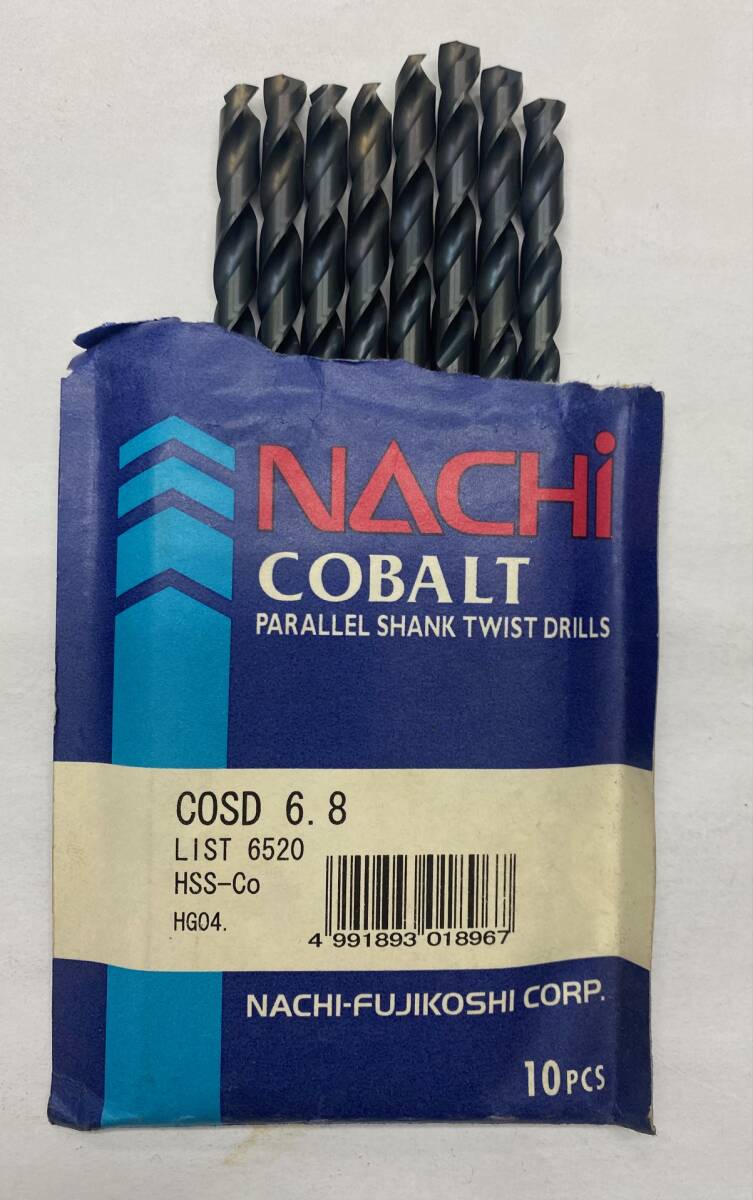 NACHi
COBALT
PARALLEL SHANK TWIST DRILLS
COSD 6.8
LIST 6520
HSS-Co
HG04.
4 991893 018967
NACHI-FUJIKOSHI CORP.
10 PCS